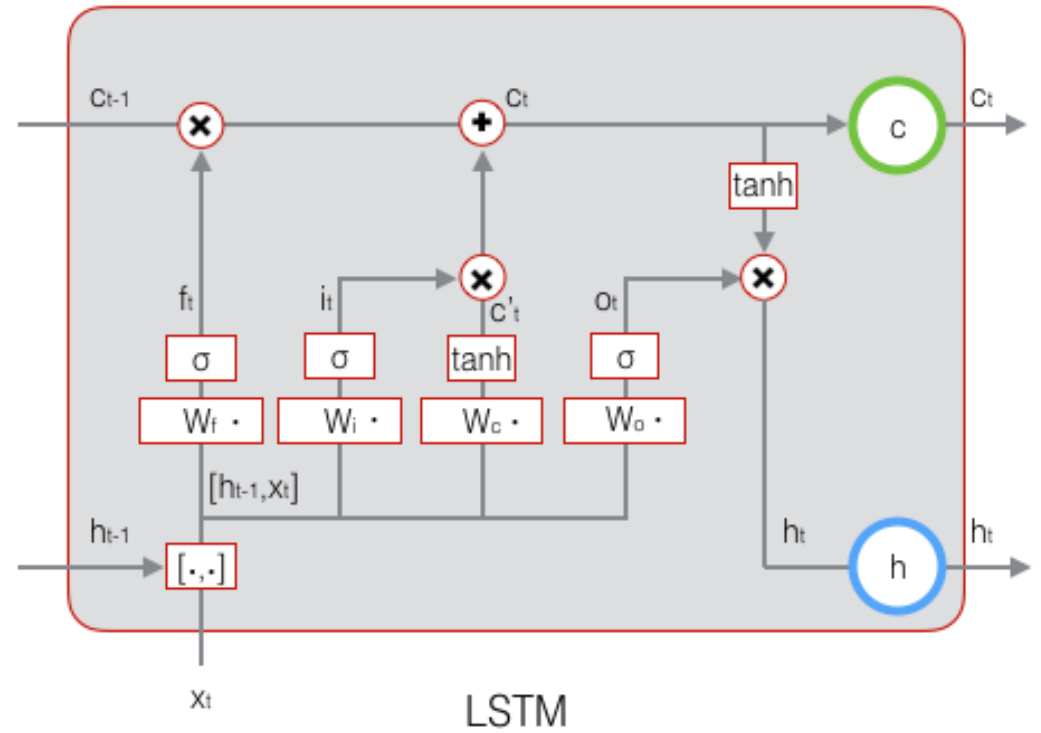 Ct-1
×
+
Ct
c
Ct
tanh
ft
it
×
c't
ot
×
σ
σ
tanh
σ
Wf ·
Wi ·
Wc ·
Wo ·
[ht-1,xt]
ht-1
[·,·]
ht
h
ht
xt
LSTM